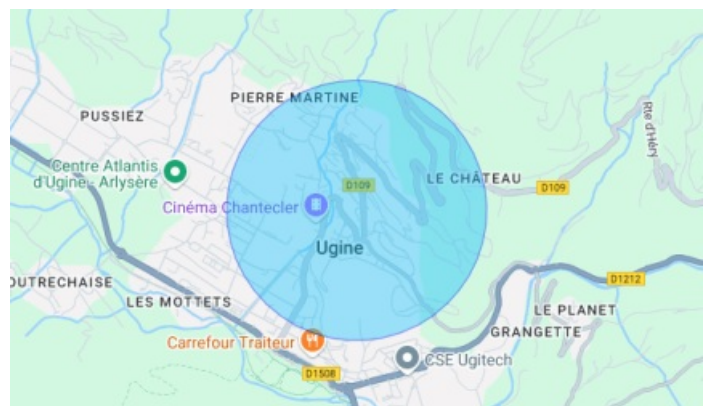 PIERRE MARTINE
PUSSIEZ
Rte d'Héry
Centre Atlantis
d'Ugine - Arlysère
D109
LE CHÂTEAU
D109
Cinéma Chantecler
Ugine
OUTRECHAISE
D1212
LES MOTTETS
LE PLANET
GRANGETTE
Carrefour Traiteur
CSE Ugitech
D1508